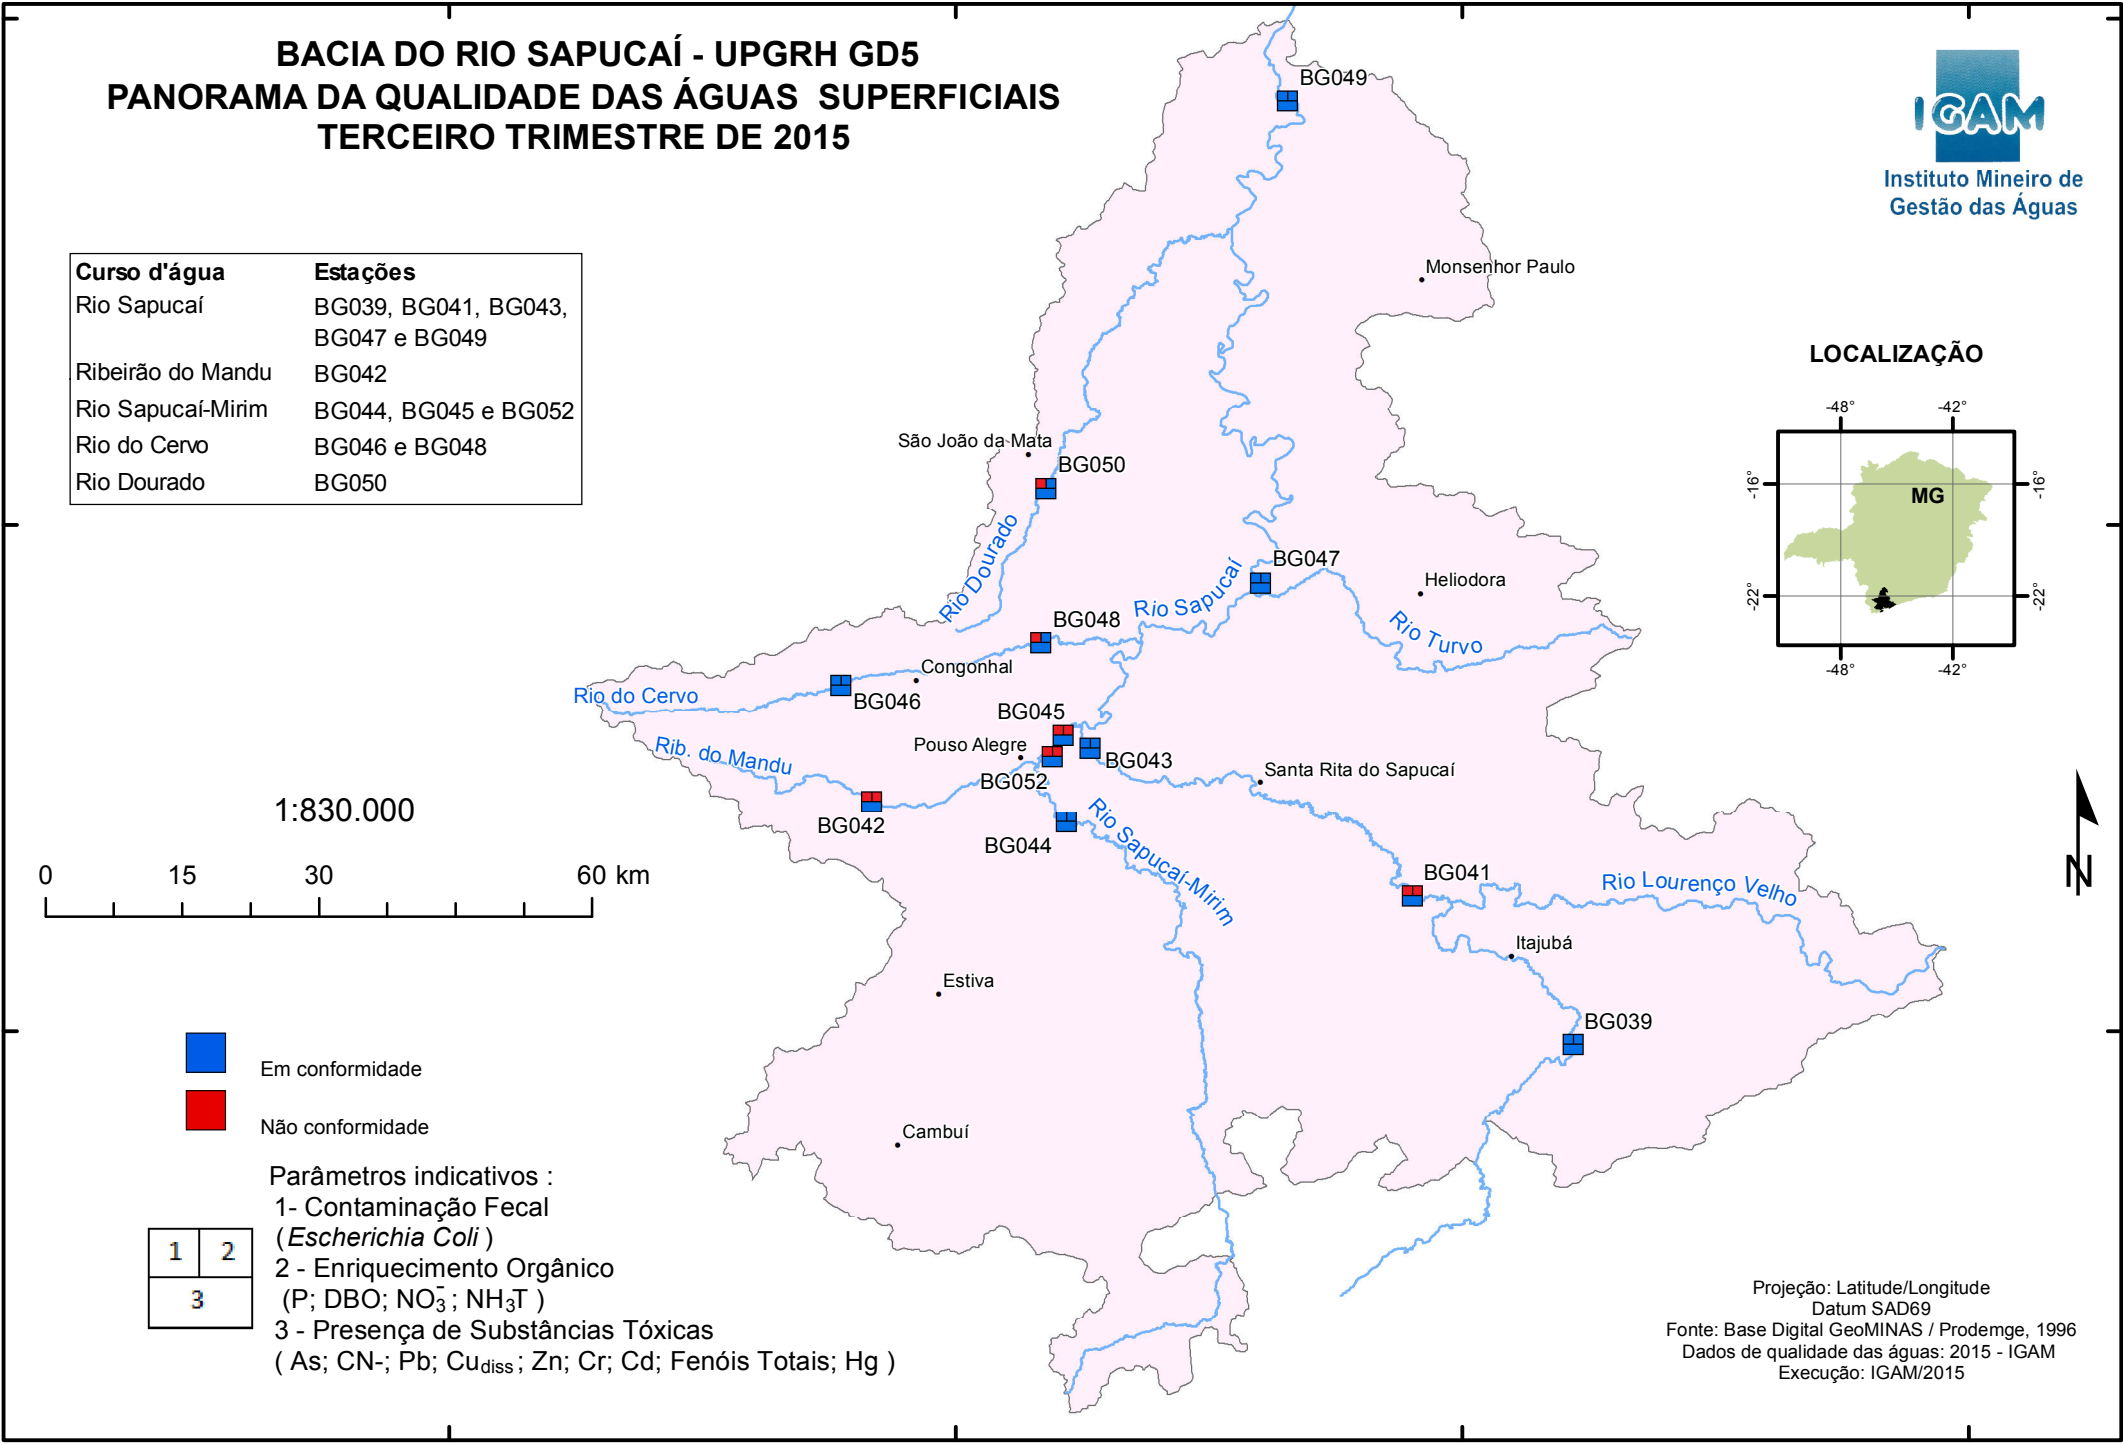 BACIA DO RIO SAPUCAÍ - UPGRH GD5
PANORAMA DA QUALIDADE DAS ÁGUAS SUPERFICIAIS
TERCEIRO TRIMESTRE DE 2015
IGAM
Instituto Mineiro de
Gestão das Águas
Curso d'água Estações
Rio Sapucaí BG039, BG041, BG043,
BG047 e BG049
Ribeirão do Mandu BG042
Rio Sapucaí-Mirim BG044, BG045 e BG052
Rio do Cervo BG046 e BG048
Rio Dourado BG050
BG049
Monsenhor Paulo
São João da Mata
BG050
Rio Dourado
BG047
Rio Sapucaí
Heliodora
Rio Turvo
BG048
Congonhal
Rio do Cervo
BG046
BG045
Pouso Alegre
BG043
Rib. do Mandu
BG052
Santa Rita do Sapucaí
BG042
BG044
Rio Sapucaí-Mirim
BG041
Rio Lourenço Velho
Itajubá
Estiva
BG039
Cambuí
LOCALIZAÇÃO
-48° -42°
-16° MG -16°
-22° -22°
-48° -42°
N
1:830.000
0 15 30 60 km
Em conformidade
Não conformidade
Parâmetros indicativos :
1- Contaminação Fecal
(Escherichia Coli )
2 - Enriquecimento Orgânico
(P; DBO; NO₃⁻; NH₃T )
3 - Presença de Substâncias Tóxicas
( As; CN-; Pb; Cudiss; Zn; Cr; Cd; Fenóis Totais; Hg )
1 2
3
Projeção: Latitude/Longitude
Datum SAD69
Fonte: Base Digital GeoMINAS / Prodemge, 1996
Dados de qualidade das águas: 2015 - IGAM
Execução: IGAM/2015